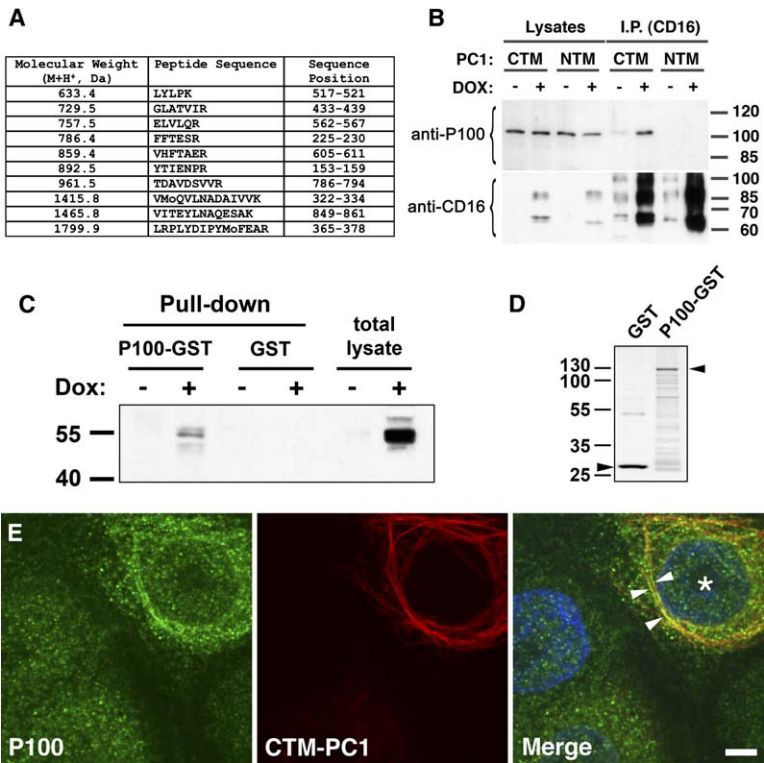 A
Molecular Weight (M+H⁺, Da) Peptide Sequence Sequence Position
633.4 LYLPK 517-521
729.5 GLATVIR 433-439
757.5 ELVLQR 562-567
786.4 FFTESR 225-230
859.4 VHFTAER 605-611
892.5 YTIENPR 153-159
961.5 TDAVDSVVR 786-794
1415.8 VMoQVLNADAIVVK 322-334
1465.8 VITEYLNAQESAK 849-861
1799.9 LRPLYDIPYMoFEAR 365-378
B
Lysates I.P. (CD16)
PC1: CTM NTM CTM NTM
DOX: - + - + - + - +
anti-P100
120
100
85
anti-CD16
100
85
70
60
C
Pull-down
P100-GST GST total lysate
Dox: - + - + - +
55
40
D
GST P100-GST
130
100
55
35
25
E
P100
CTM-PC1
*
Merge